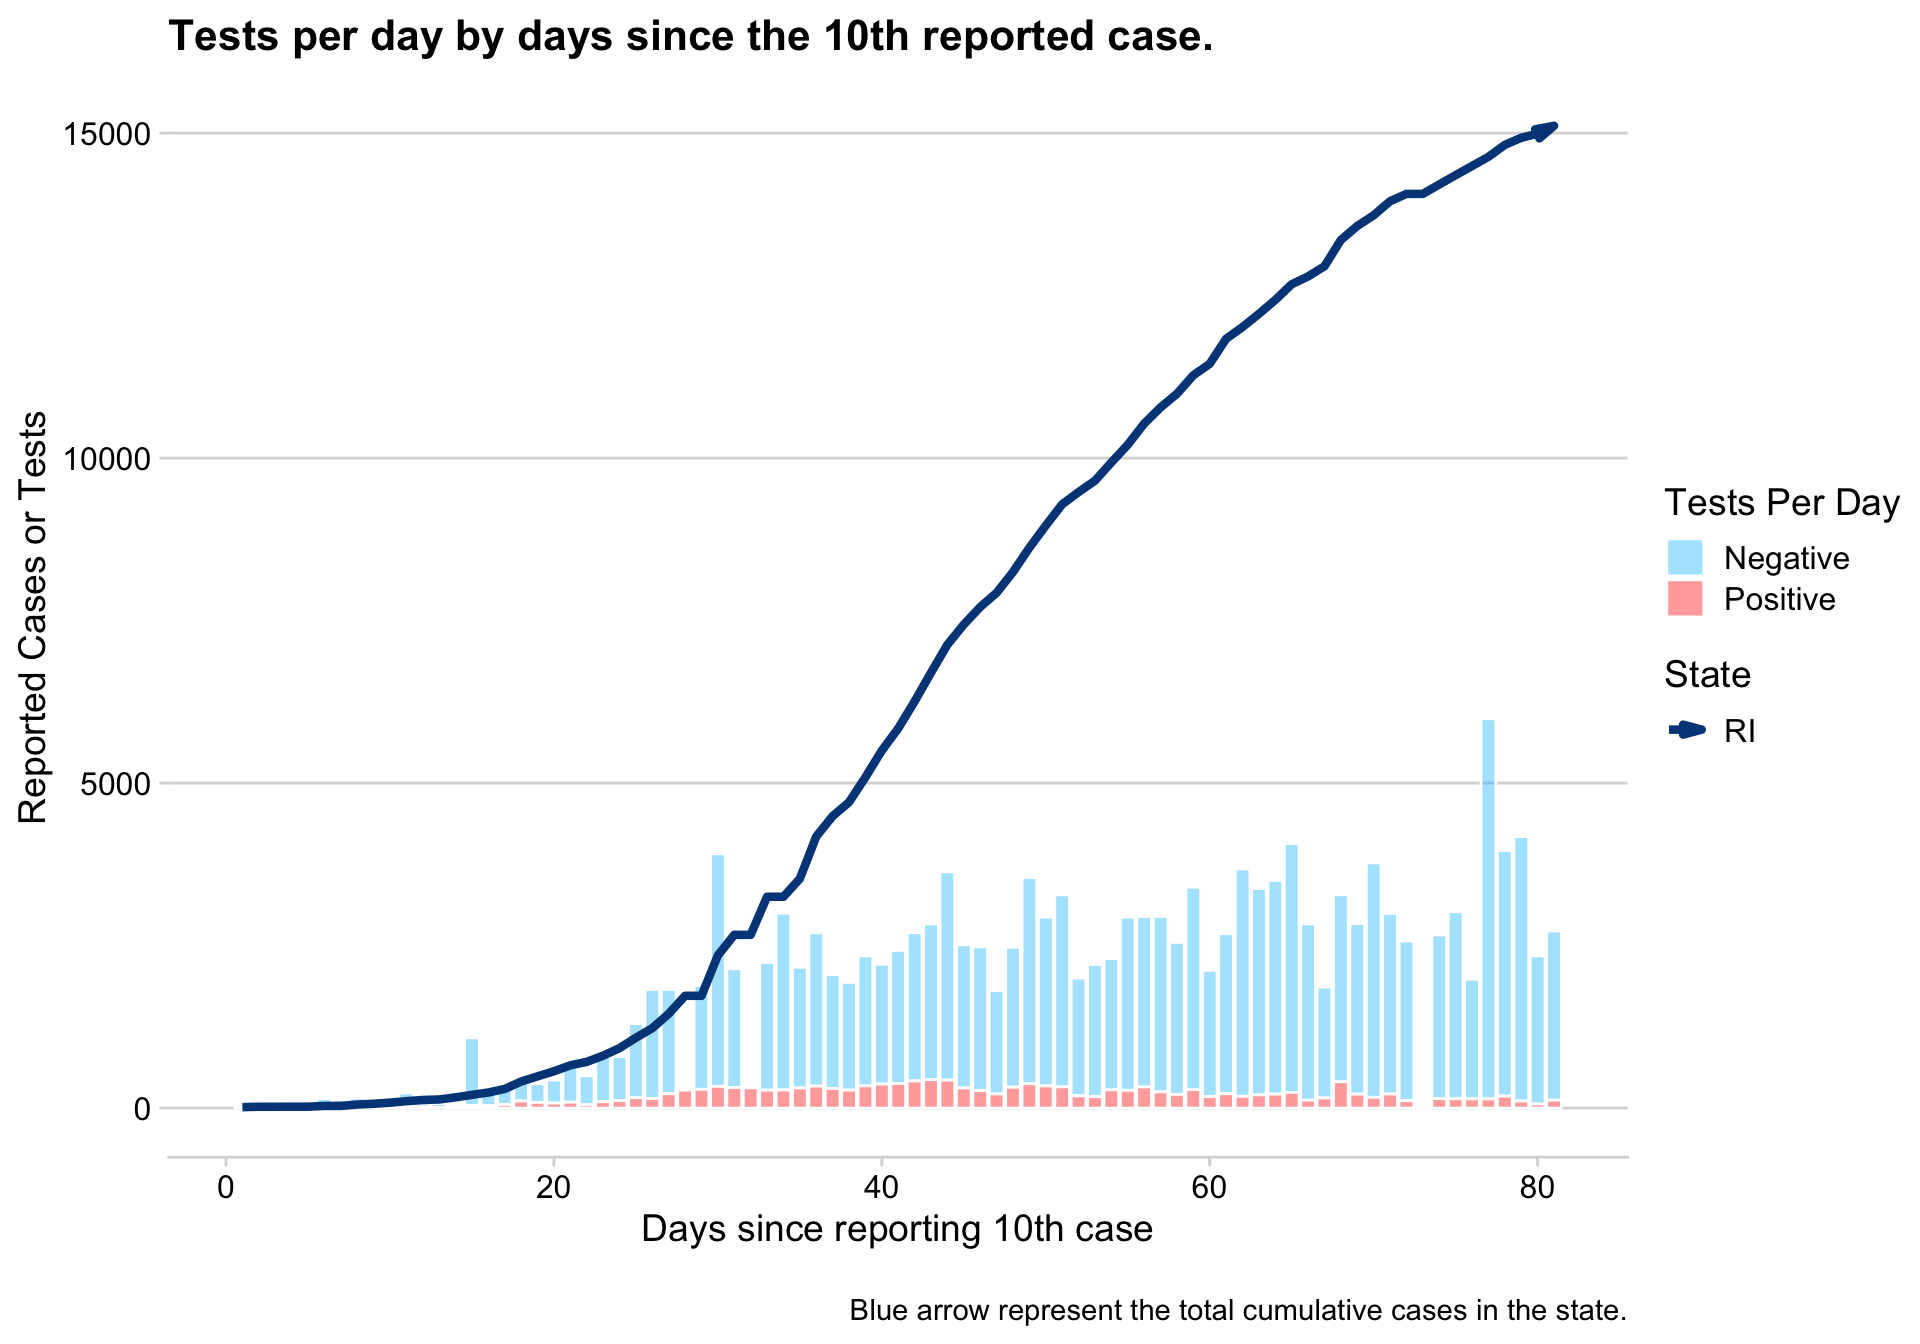 Tests per day by days since the 10th reported case.
15000
10000
5000
0
Reported Cases or Tests
0 20 40 60 80
Days since reporting 10th case
Tests Per Day
Negative
Positive
State
RI
Blue arrow represent the total cumulative cases in the state.